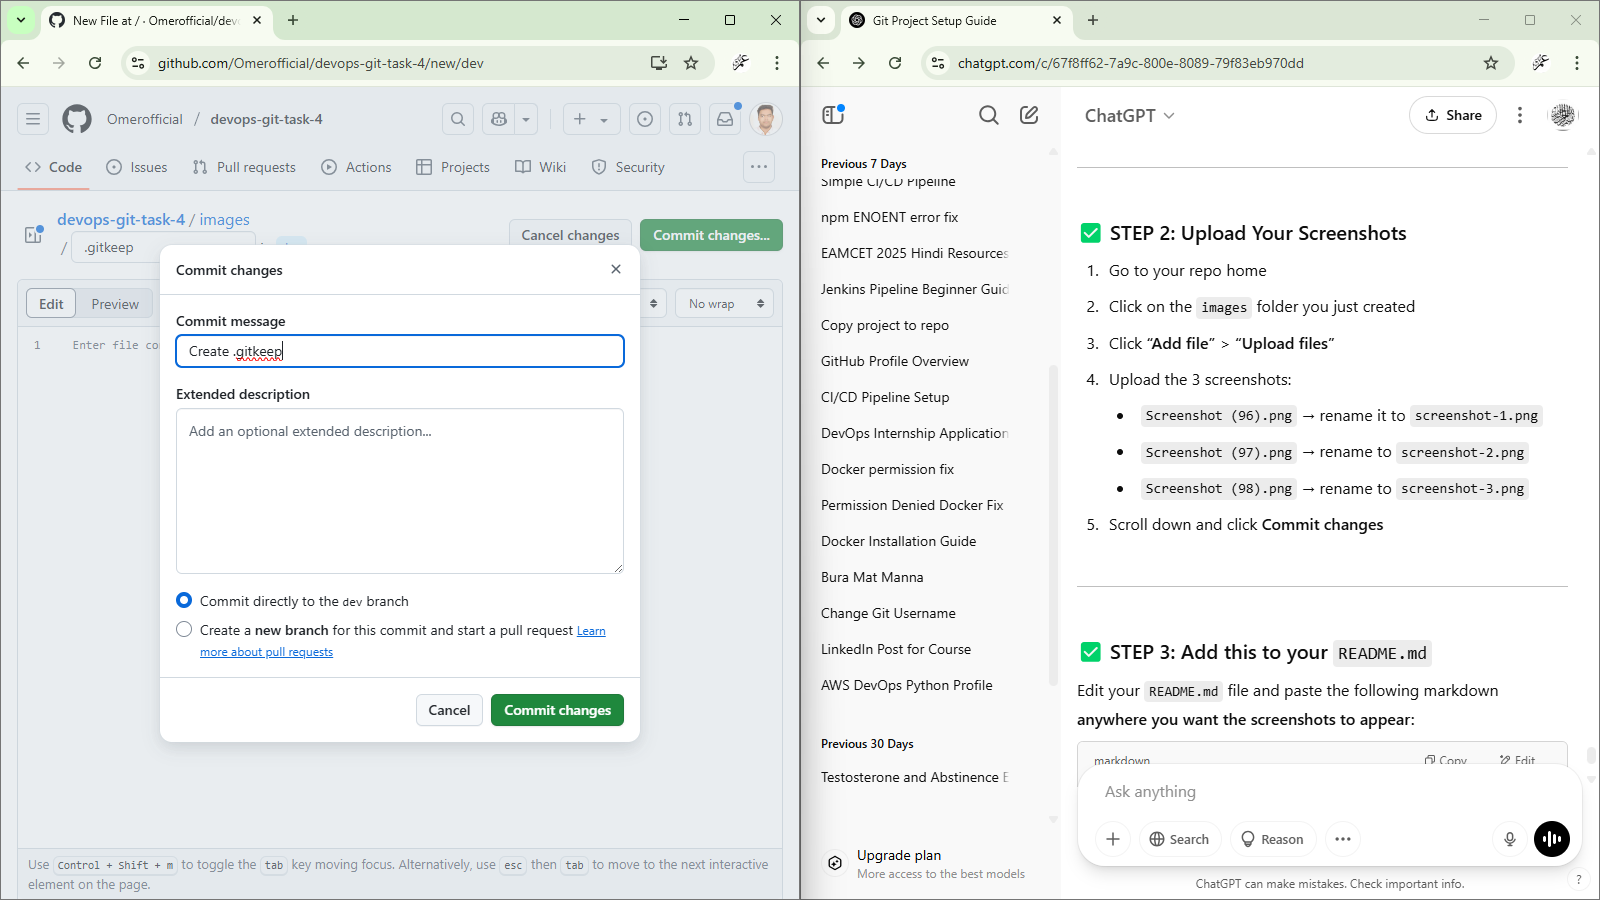 New File at / · Omerofficial/dev
github.com/Omerofficial/devops-git-task-4/new/dev
Omerofficial / devops-git-task-4
Code
Issues
Pull requests
Actions
Projects
Wiki
Security
devops-git-task-4 / images
/ .gitkeep
Cancel changes
Commit changes...
Edit
Preview
No wrap
1 Enter file co
Commit changes
Commit message
Create .gitkeep
Extended description
Add an optional extended description...
Commit directly to the dev branch
Create a new branch for this commit and start a pull request Learn
more about pull requests
Cancel
Commit changes
Use Control + Shift + m to toggle the tab key moving focus. Alternatively, use esc then tab to move to the next interactive
element on the page.
Git Project Setup Guide
chatgpt.com/c/67f8ff62-7a9c-800e-8089-79f83eb970dd
ChatGPT
Share
Previous 7 Days
Simple CI/CD Pipeline
npm ENOENT error fix
EAMCET 2025 Hindi Resources
Jenkins Pipeline Beginner Guid
Copy project to repo
GitHub Profile Overview
CI/CD Pipeline Setup
DevOps Internship Application
Docker permission fix
Permission Denied Docker Fix
Docker Installation Guide
Bura Mat Manna
Change Git Username
LinkedIn Post for Course
AWS DevOps Python Profile
Previous 30 Days
Testosterone and Abstinence E
Upgrade plan
More access to the best models
STEP 2: Upload Your Screenshots
1. Go to your repo home
2. Click on the images folder you just created
3. Click “Add file” > “Upload files”
4. Upload the 3 screenshots:
• Screenshot (96).png → rename it to screenshot-1.png
• Screenshot (97).png → rename to screenshot-2.png
• Screenshot (98).png → rename to screenshot-3.png
5. Scroll down and click Commit changes
STEP 3: Add this to your README.md
Edit your README.md file and paste the following markdown
anywhere you want the screenshots to appear:
markdown
Copy
Edit
Ask anything
Search
Reason
ChatGPT can make mistakes. Check important info.
?